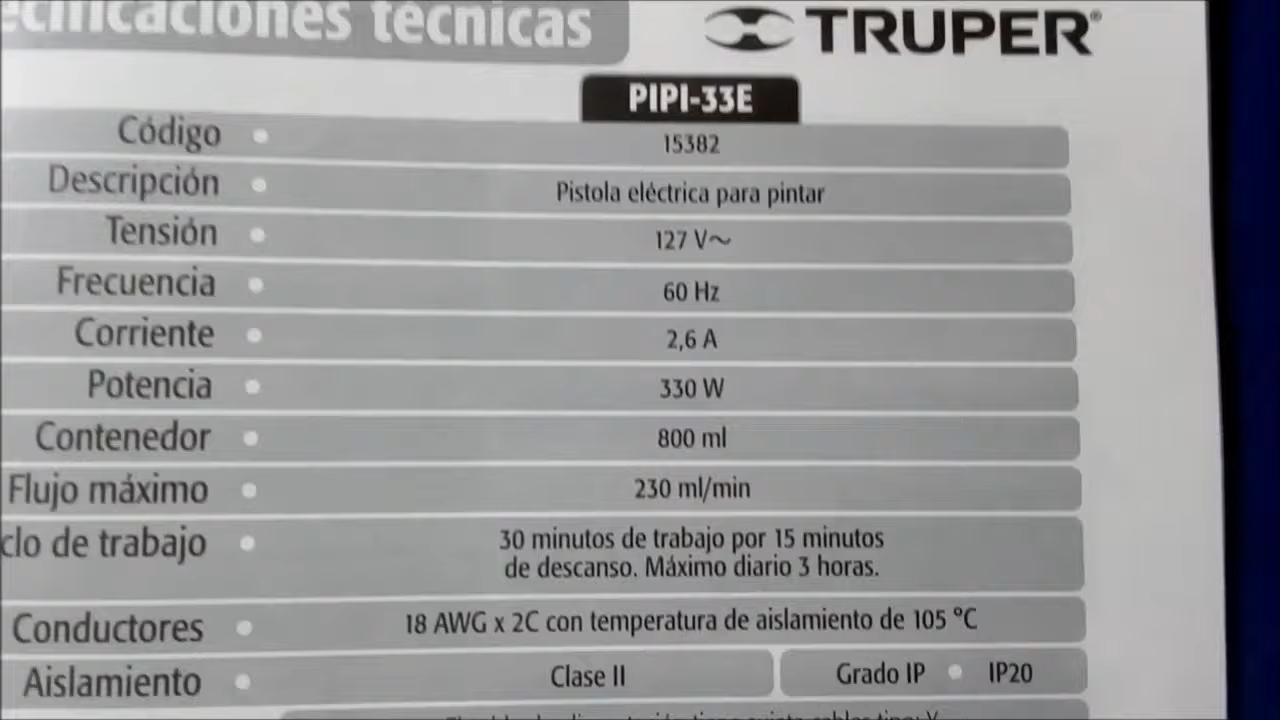 ecificaciones técnicas
TRUPER®
PIPI-33E
Código • 15382
Descripción • Pistola eléctrica para pintar
Tensión • 127 V~
Frecuencia • 60 Hz
Corriente • 2,6 A
Potencia • 330 W
Contenedor • 800 ml
Flujo máximo • 230 ml/min
clo de trabajo • 30 minutos de trabajo por 15 minutos
de descanso. Máximo diario 3 horas.
Conductores • 18 AWG x 2C con temperatura de aislamiento de 105 °C
Aislamiento • Clase II Grado IP • IP20